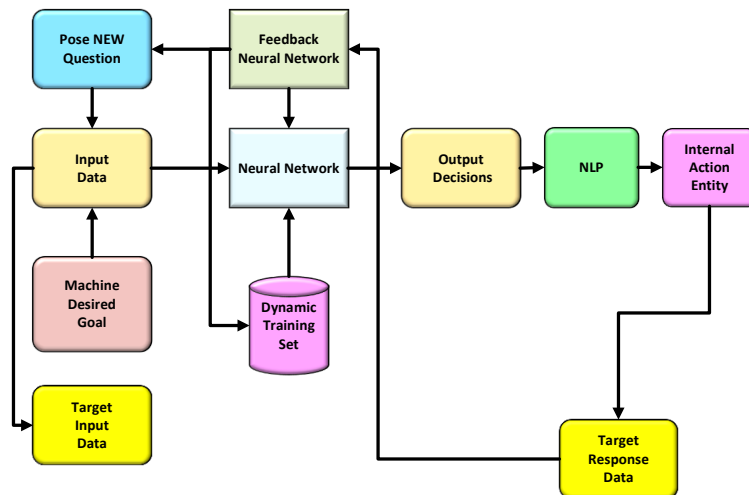 Pose NEW
Question
Feedback
Neural Network
Input
Data
Neural Network
Output
Decisions
NLP
Internal
Action
Entity
Machine
Desired
Goal
Dynamic
Training
Set
Target
Input
Data
Target
Response
Data